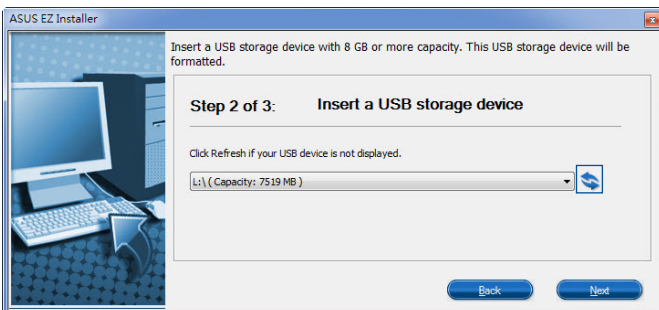 ASUS EZ Installer
Insert a USB storage device with 8 GB or more capacity. This USB storage device will be
formatted.
Step 2 of 3: Insert a USB storage device
Click Refresh if your USB device is not displayed.
L:\ ( Capacity: 7519 MB )
Back Next